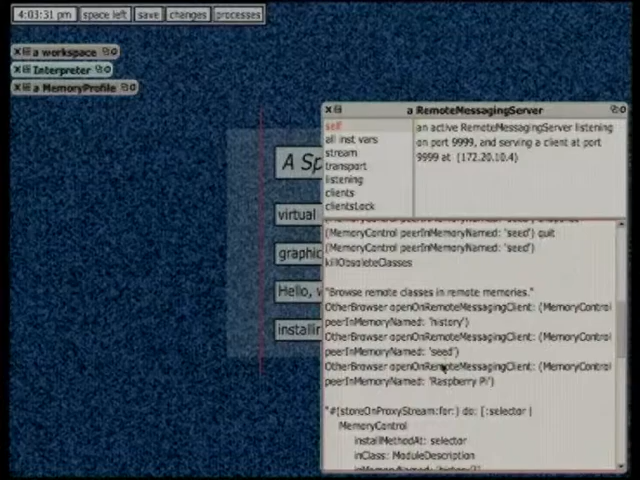 4:03:31 pm
space left
save
changes
processes
a workspace
Interpreter
a MemoryProfile
a RemoteMessagingServer
self
all inst vars
stream
transport
listening
clients
clientsLock
an active RemoteMessagingServer listening
on port 9999, and serving a client at port
9999 at (172.20.10.4)
A Sp
virtual
graphic
Hello, w
installin
(MemoryControl peerInMemoryNamed: 'seed') quit
(MemoryControl peerInMemoryNamed: 'seed')
killObsoleteClasses
"Browse remote classes in remote memories."
OtherBrowser openOnRemoteMessagingClient: (MemoryControl
peerInMemoryNamed: 'history')
OtherBrowser openOnRemoteMessagingClient: (MemoryControl
peerInMemoryNamed: 'seed')
OtherBrowser openOnRemoteMessagingClient: (MemoryControl
peerInMemoryNamed: 'Raspberry Pi')
"#(storeOnProxyStream:for:) do: [:selector |
MemoryControl
installMethodAt: selector
inClass: ModuleDescription